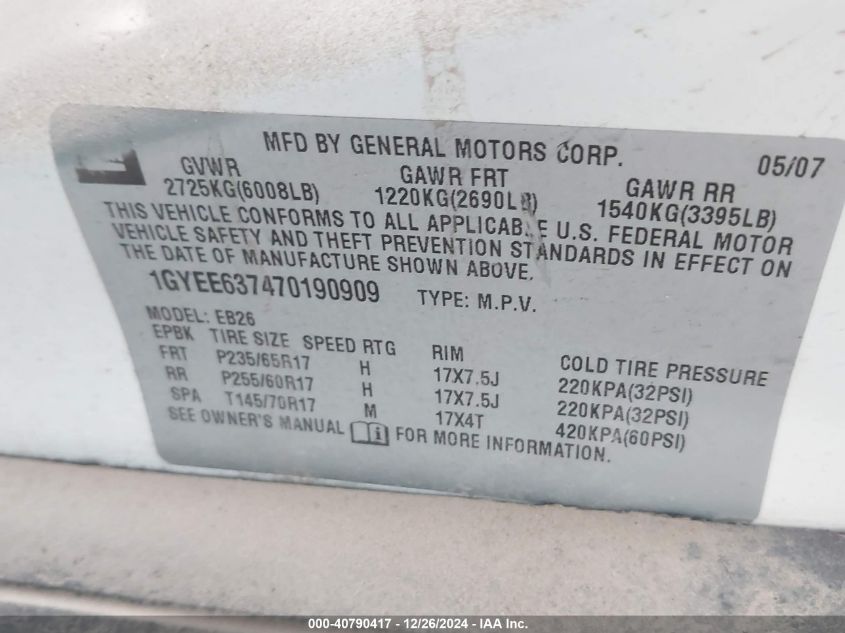 MFD BY GENERAL MOTORS CORP. 05/07
GVWR GAWR FRT GAWR RR
2725KG(6008LB) 1220KG(2690LB) 1540KG(3395LB)
THIS VEHICLE CONFORMS TO ALL APPLICABLE U.S. FEDERAL MOTOR
VEHICLE SAFETY AND THEFT PREVENTION STANDARDS IN EFFECT ON
THE DATE OF MANUFACTURE SHOWN ABOVE.
1GYEE637470190909 TYPE: M.P.V.
MODEL: EB26
EPBK TIRE SIZE SPEED RTG RIM COLD TIRE PRESSURE
FRT P235/65R17 H 17X7.5J 220KPA(32PSI)
RR P255/60R17 H 17X7.5J 220KPA(32PSI)
SPA T145/70R17 M 17X4T 420KPA(60PSI)
SEE OWNER'S MANUAL FOR MORE INFORMATION.
000-40790417 - 12/26/2024 - IAA Inc.